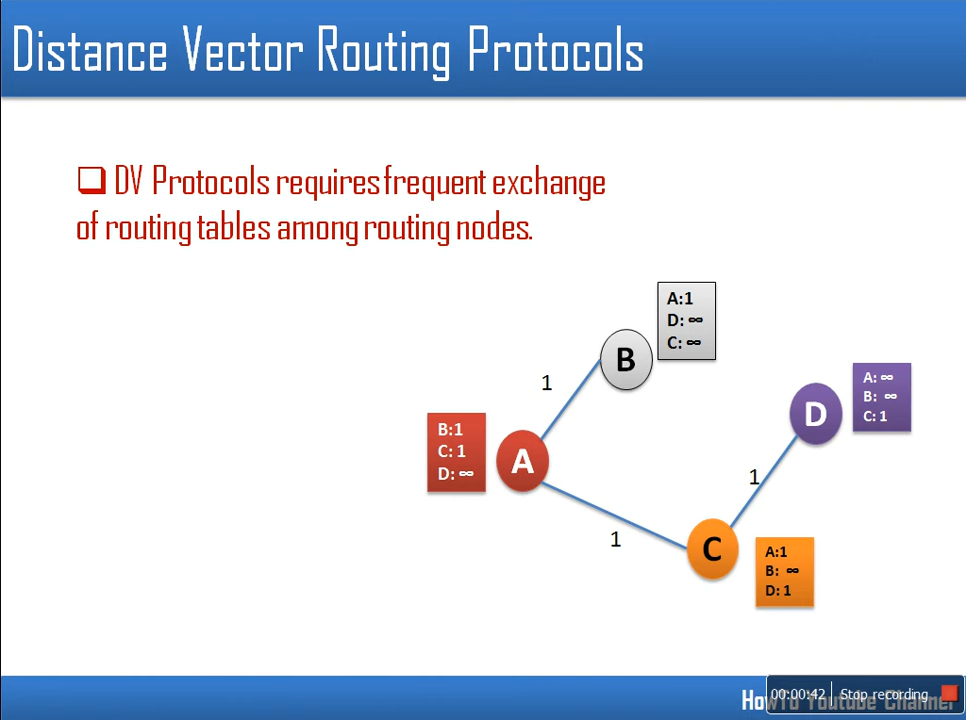 Distance Vector Routing Protocols
DV Protocols requires frequent exchange
of routing tables among routing nodes.
A:1
D: ∞
C: ∞
B
1
A: ∞
B: ∞
C: 1
D
B:1
C: 1
D: ∞
A
1
1
C
A:1
B: ∞
D: 1
HowTo Youtube Channel
00:00:42 Stop recording